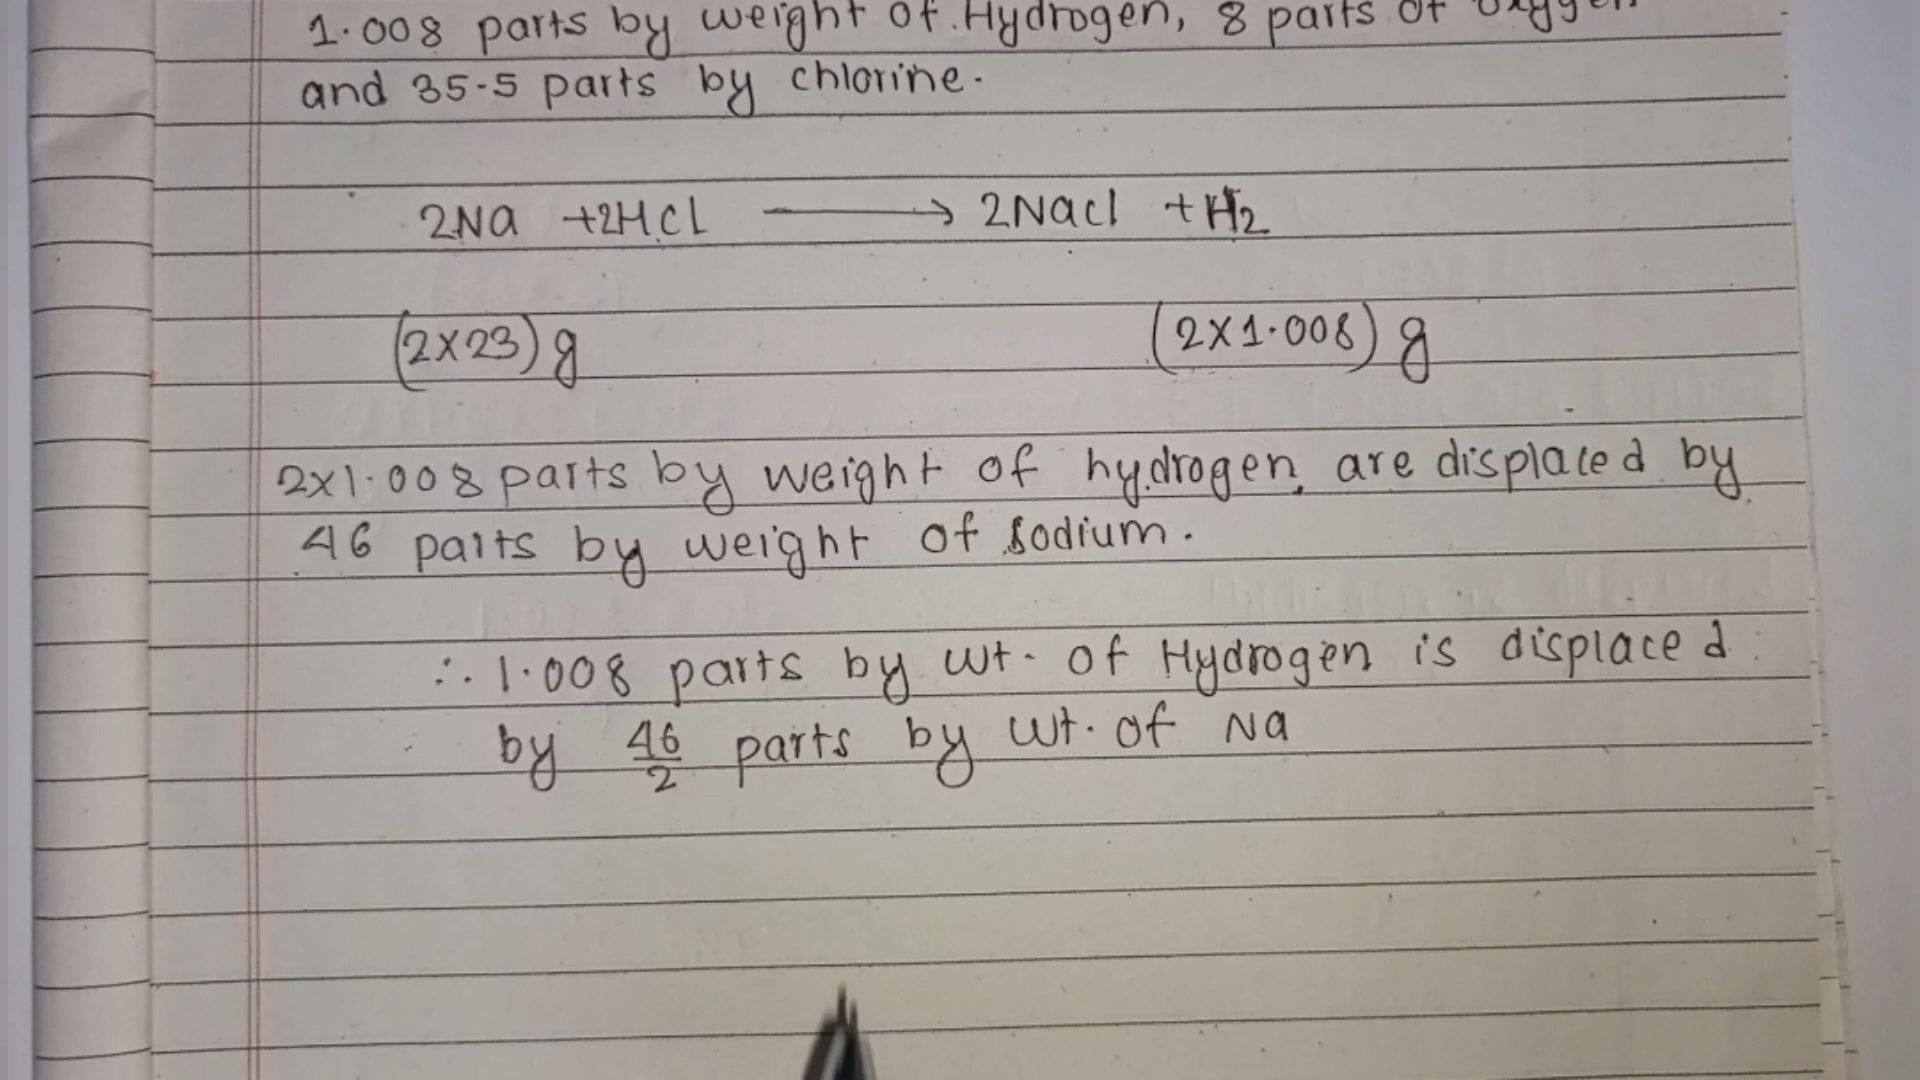 1.008 parts by weight of Hydrogen, 8 parts of oxygen
and 35.5 parts by chlorine.
2Na +2HCl ⟶ 2NaCl +H2
(2×23) g (2×1.008) g
2×1.008 parts by weight of hydrogen, are displaced by
46 parts by weight of sodium.
∴ 1.008 parts by wt. of Hydrogen is displaced
by 46/2 parts by wt. of Na